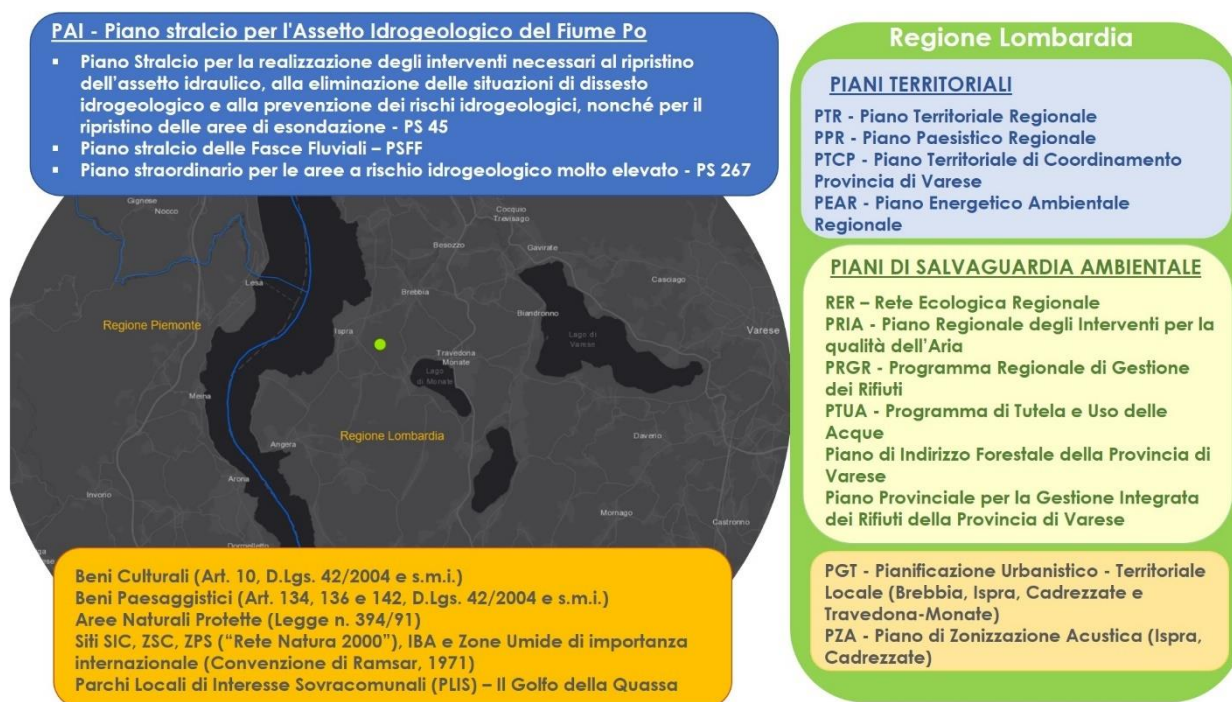 PAI - Piano stralcio per l'Assetto Idrogeologico del Fiume Po
▪ Piano Stralcio per la realizzazione degli interventi necessari al ripristino
dell'assetto idraulico, alla eliminazione delle situazioni di dissesto
idrogeologico e alla prevenzione dei rischi idrogeologici, nonché per il
ripristino delle aree di esondazione - PS 45
▪ Piano stralcio delle Fasce Fluviali – PSFF
▪ Piano straordinario per le aree a rischio idrogeologico molto elevato - PS 267
Gignese
Nocco
Cocquio
Trevisago
Besozzo
Gavirate
Lesa
Casciago
Brebbia
Regione Piemonte
Ispra
Biandronno
Lago di
Varese
Varese
Travedona
Monate
Lago
di Monate
Meina
Regione Lombardia
Angera
Daverio
Arona
Invorio
Mornago
Castronno
Dormelletto
Beni Culturali (Art. 10, D.Lgs. 42/2004 e s.m.i.)
Beni Paesaggistici (Art. 134, 136 e 142, D.Lgs. 42/2004 e s.m.i.)
Aree Naturali Protette (Legge n. 394/91)
Siti SIC, ZSC, ZPS ("Rete Natura 2000"), IBA e Zone Umide di importanza
internazionale (Convenzione di Ramsar, 1971)
Parchi Locali di Interesse Sovracomunali (PLIS) – Il Golfo della Quassa
Regione Lombardia
PIANI TERRITORIALI
PTR - Piano Territoriale Regionale
PPR - Piano Paesistico Regionale
PTCP - Piano Territoriale di Coordinamento
Provincia di Varese
PEAR - Piano Energetico Ambientale
Regionale
PIANI DI SALVAGUARDIA AMBIENTALE
RER – Rete Ecologica Regionale
PRIA - Piano Regionale degli Interventi per la
qualità dell'Aria
PRGR - Programma Regionale di Gestione
dei Rifiuti
PTUA - Programma di Tutela e Uso delle
Acque
Piano di Indirizzo Forestale della Provincia di
Varese
Piano Provinciale per la Gestione Integrata
dei Rifiuti della Provincia di Varese
PGT - Pianificazione Urbanistico - Territoriale
Locale (Brebbia, Ispra, Cadrezzate e
Travedona-Monate)
PZA - Piano di Zonizzazione Acustica (Ispra,
Cadrezzate)